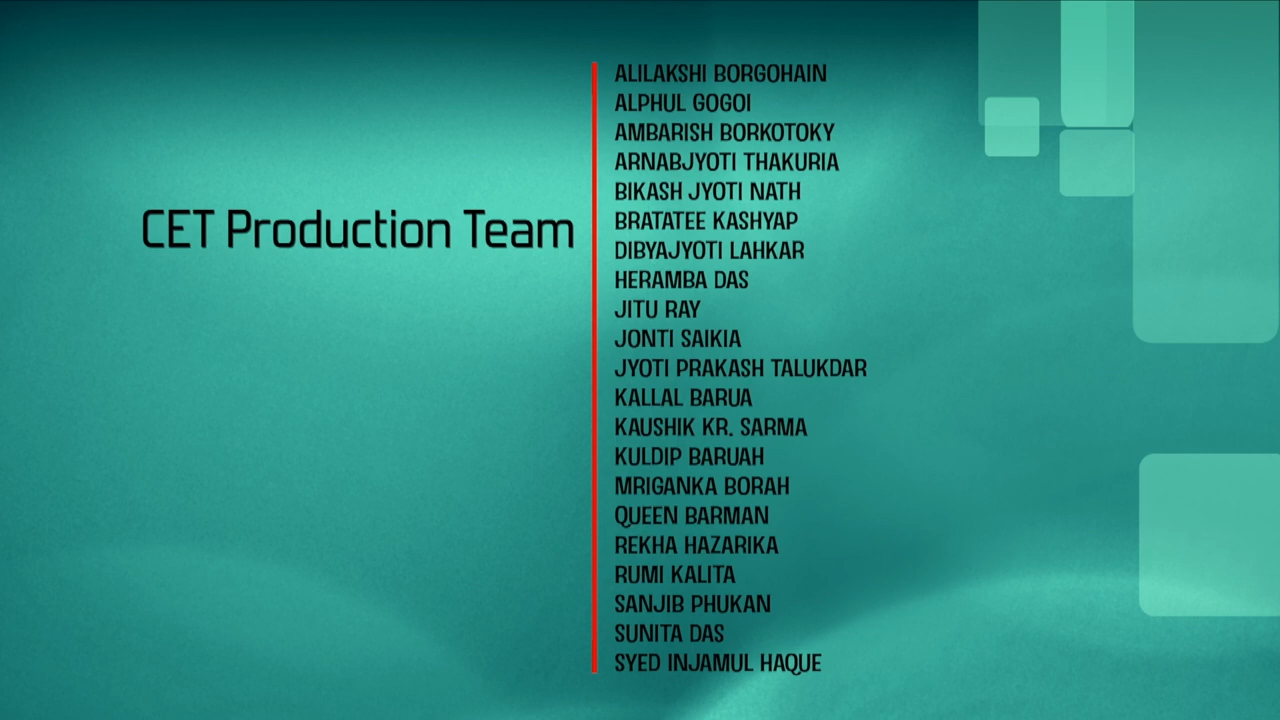 CET Production Team
ALILAKSHI BORGOHAIN
ALPHUL GOGOI
AMBARISH BORKOTOKY
ARNABJYOTI THAKURIA
BIKASH JYOTI NATH
BRATATEE KASHYAP
DIBYAJYOTI LAHKAR
HERAMBA DAS
JITU RAY
JONTI SAIKIA
JYOTI PRAKASH TALUKDAR
KALLAL BARUA
KAUSHIK KR. SARMA
KULDIP BARUAH
MRIGANKA BORAH
QUEEN BARMAN
REKHA HAZARIKA
RUMI KALITA
SANJIB PHUKAN
SUNITA DAS
SYED INJAMUL HAQUE